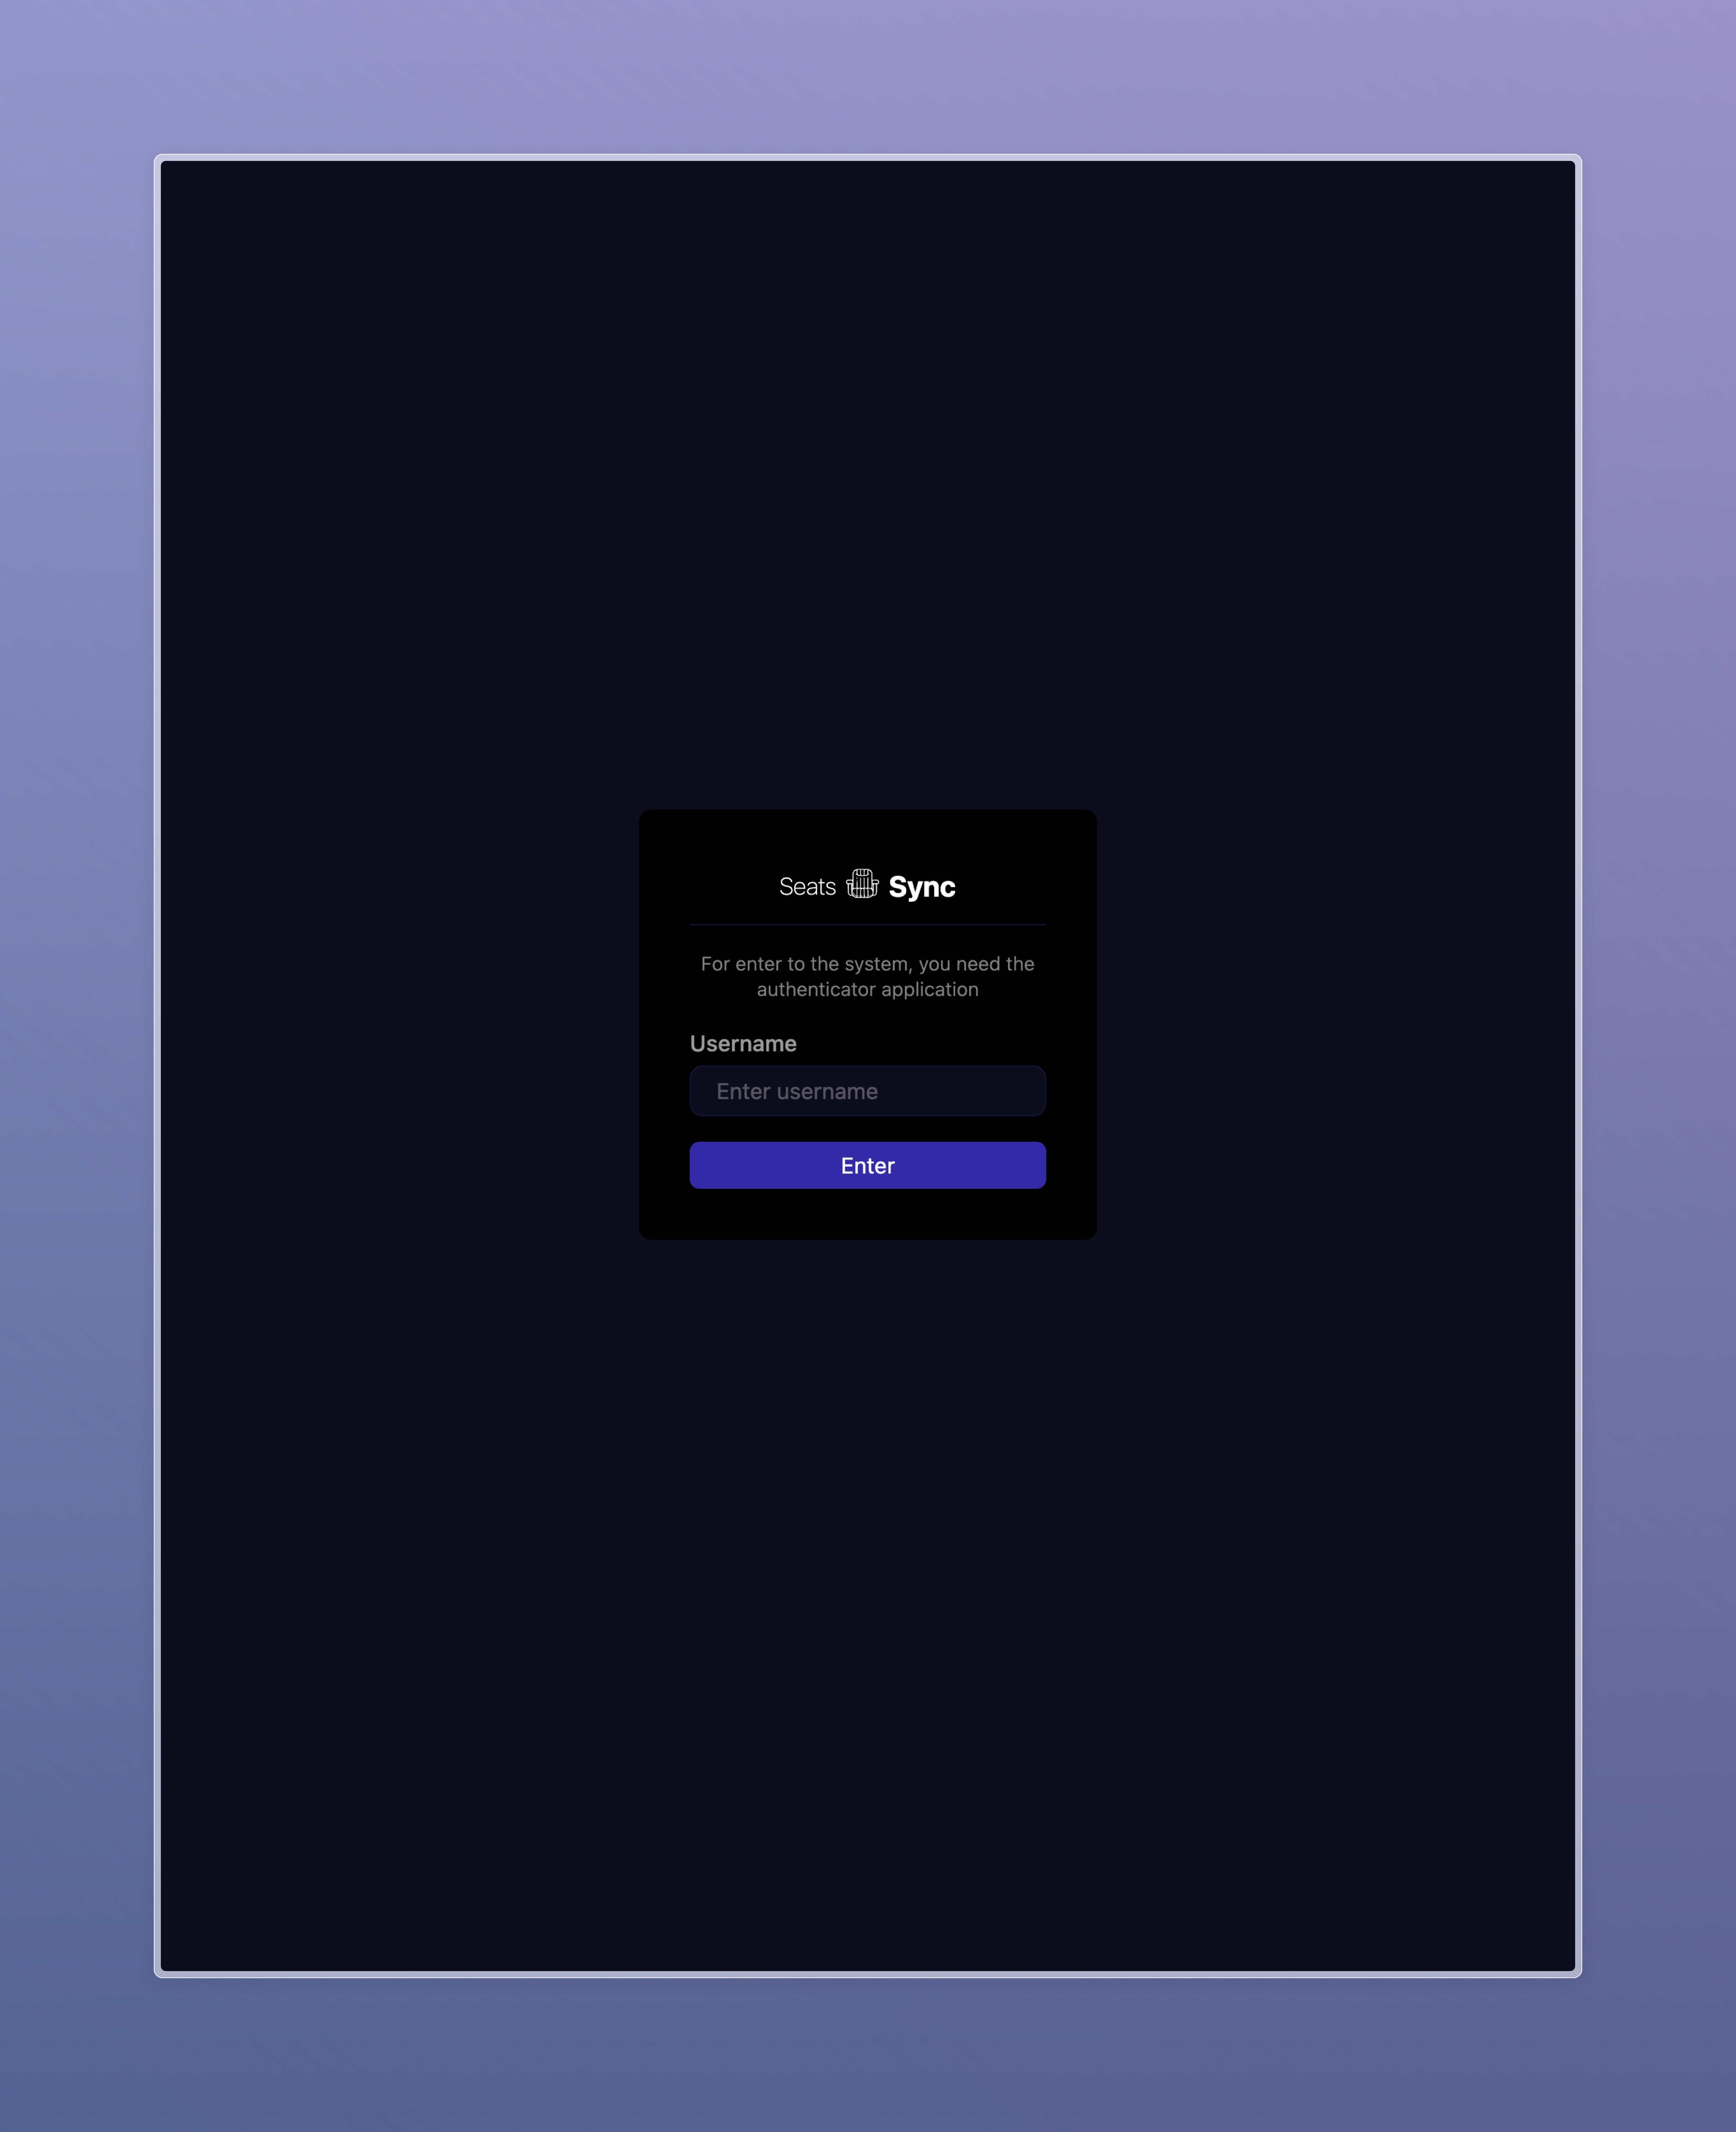 Seats Sync
For enter to the system, you need the
authenticator application
Username
Enter username
Enter